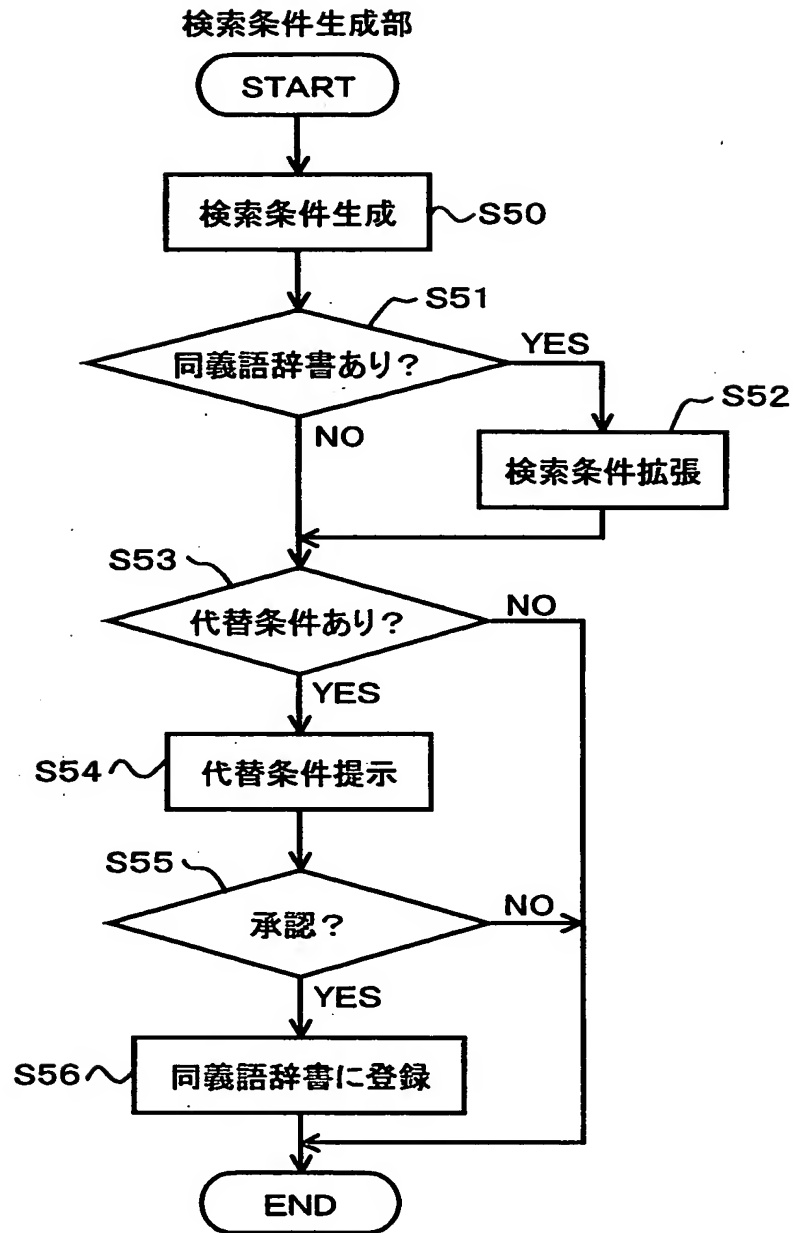 検索条件生成部
START
検索条件生成
S50
S51
同義語辞書あり?
YES
S52
NO
検索条件拡張
S53
代替条件あり?
NO
YES
S54
代替条件提示
S55
承認?
NO
YES
S56
同義語辞書に登録
END